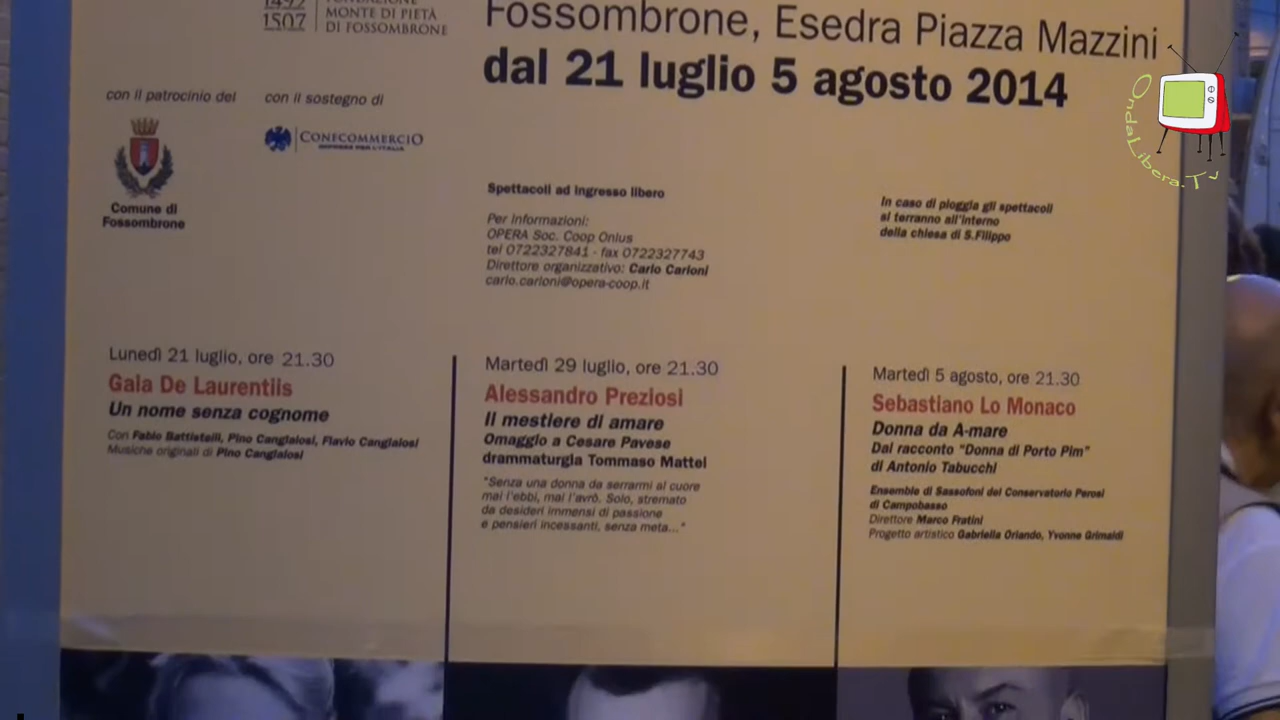 1492
1507
MONTE DI PIETÀ
DI FOSSOMBRONE
Fossombrone, Esedra Piazza Mazzini
dal 21 luglio 5 agosto 2014
con il patrocinio del
con il sostegno di
Comune di
Fossombrone
CONFCOMMERCIO
IMPRESE PER L'ITALIA
Spettacoli ad ingresso libero
Per informazioni:
OPERA Soc. Coop Onlus
tel 0722327841 - fax 0722327743
Direttore organizzativo: Carlo Carloni
carlo.carloni@opera-coop.it
In caso di pioggia gli spettacoli
si terranno all'interno
della chiesa di S.Filippo
Lunedì 21 luglio, ore 21.30
Gaia De Laurentiis
Un nome senza cognome
Con Fabio Battistelli, Pino Cangialosi, Flavio Cangialosi
Musiche originali di Pino Cangialosi
Martedì 29 luglio, ore 21.30
Alessandro Preziosi
Il mestiere di amare
Omaggio a Cesare Pavese
drammaturgia Tommaso Mattei
"Senza una donna da serrarmi al cuore
mai l'ebbi, mai l'avrò. Solo, stremato
da desideri immensi di passione
e pensieri incessanti, senza meta..."
Martedì 5 agosto, ore 21.30
Sebastiano Lo Monaco
Donna da A-mare
Dal racconto "Donna di Porto Pim"
di Antonio Tabucchi
Ensemble di Sassofoni del Conservatorio Perosi
di Campobasso
Direttore Marco Fratini
Progetto artistico Gabriella Orlando, Yvonne Grimaldi
OndaLibera.Tv